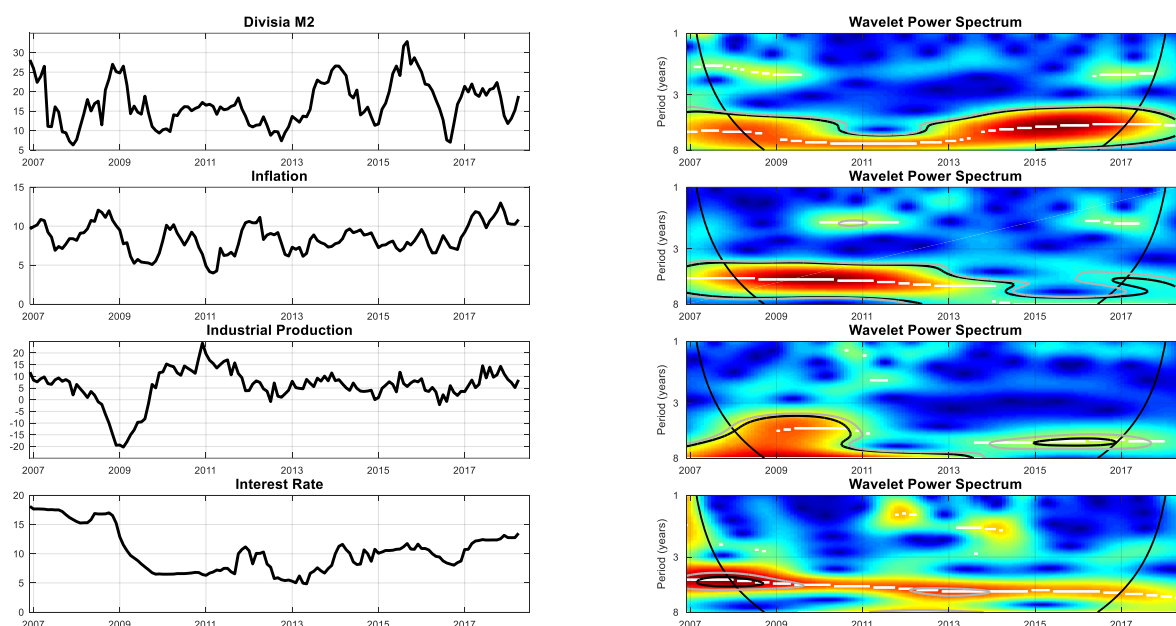 Divisia M2
30
25
20
15
10
5
2007 2009 2011 2013 2015 2017
Wavelet Power Spectrum
Period (years)
1
3
8
2007 2009 2011 2013 2015 2017
Inflation
15
10
5
0
2007 2009 2011 2013 2015 2017
Wavelet Power Spectrum
Period (years)
1
3
8
2007 2009 2011 2013 2015 2017
Industrial Production
20
15
10
5
0
-5
-10
-15
-20
2007 2009 2011 2013 2015 2017
Wavelet Power Spectrum
Period (years)
1
3
8
2007 2009 2011 2013 2015 2017
Interest Rate
20
15
10
5
0
2007 2009 2011 2013 2015 2017
Wavelet Power Spectrum
Period (years)
1
3
8
2007 2009 2011 2013 2015 2017